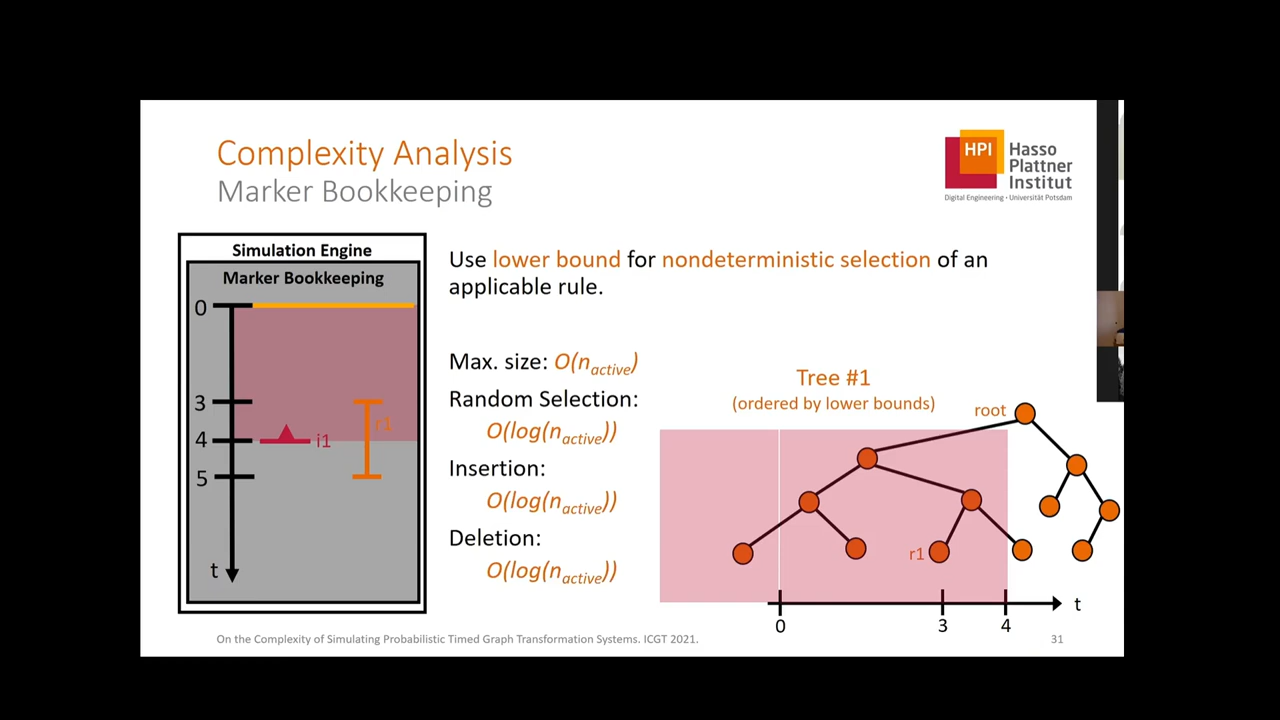 Complexity Analysis
Marker Bookkeeping
HPI
Hasso
Plattner
Institut
Digital Engineering • Universität Potsdam
Simulation Engine
Marker Bookkeeping
0
3
r1
4
i1
5
t
Use lower bound for nondeterministic selection of an
applicable rule.
Max. size: O(nactive)
Random Selection:
O(log(nactive))
Insertion:
O(log(nactive))
Deletion:
O(log(nactive))
Tree #1
(ordered by lower bounds)
root
r1
t
0 3 4
On the Complexity of Simulating Probabilistic Timed Graph Transformation Systems. ICGT 2021.
31